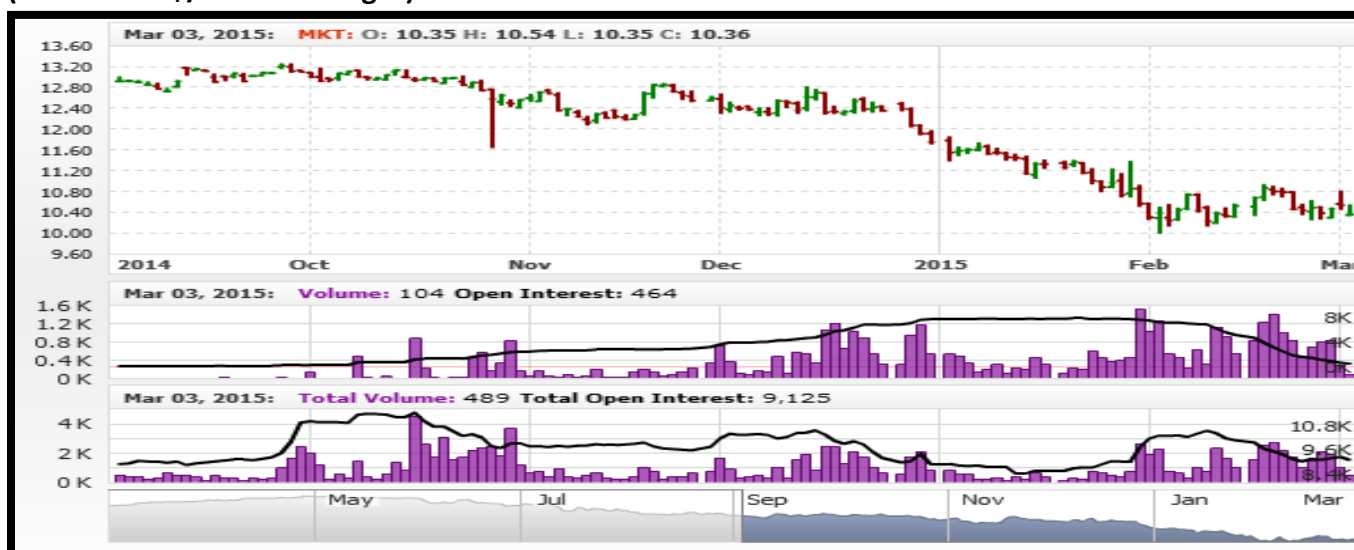 Mar 03, 2015: MKT: O: 10.35 H: 10.54 L: 10.35 C: 10.36
13.60
13.20
12.80
12.40
12.00
11.60
11.20
10.80
10.40
10.00
9.60
2014 Oct Nov Dec 2015 Feb Mar
Mar 03, 2015: Volume: 104 Open Interest: 464
1.6 K
1.2 K 8K
0.8 K
0.4 K
0 K
Mar 03, 2015: Total Volume: 489 Total Open Interest: 9,125
4 K 10.8K
2 K 9.6K
0 K 8.4K
May Jul Sep Nov Jan Mar